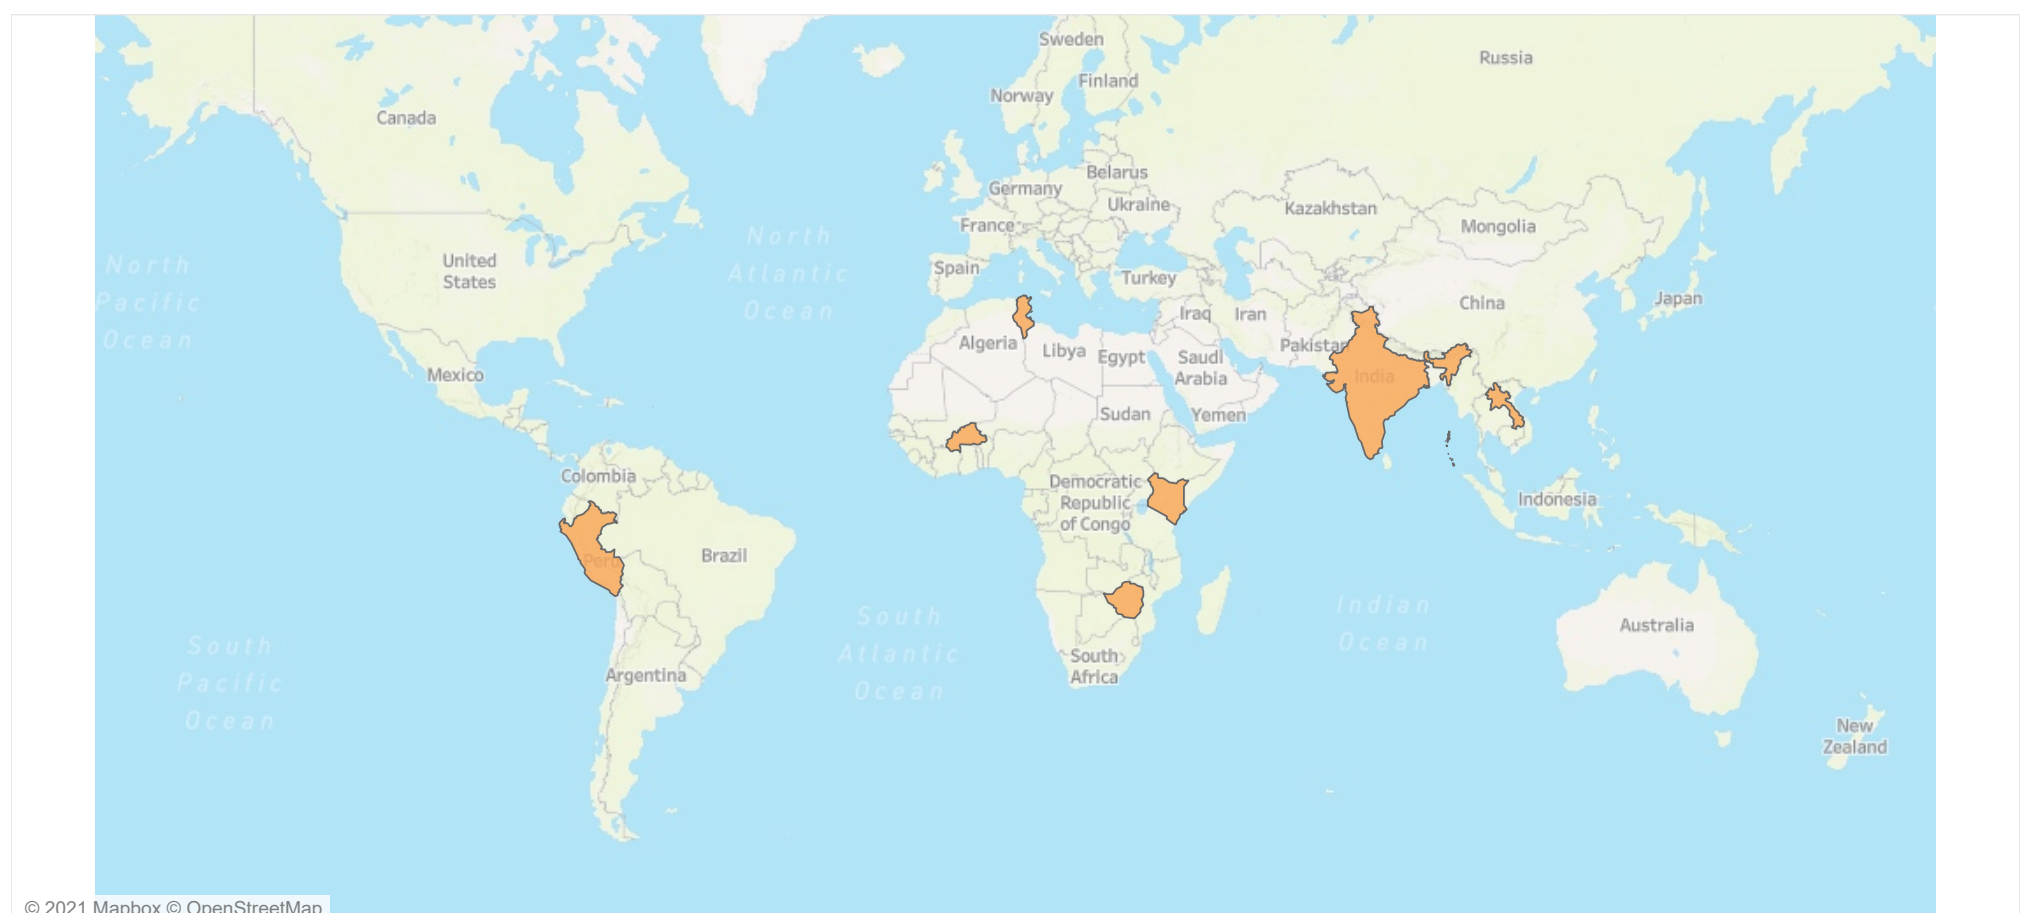 Sweden
Russia
Finland
Norway
Canada
Belarus
Germany
Ukraine
Kazakhstan
France
Mongolia
North
Atlantic
Ocean
North
Pacific
Ocean
United
States
Spain
Turkey
China
Japan
Iraq
Iran
Algeria
Libya
Egypt
Pakistan
Saudi
Arabia
Mexico
India
Sudan
Yemen
Colombia
Democratic
Republic
of Congo
Indonesia
Peru
Brazil
South
Atlantic
Ocean
Indian
Ocean
Australia
South
Pacific
Ocean
South
Africa
Argentina
New
Zealand
© 2021 Mapbox © OpenStreetMap